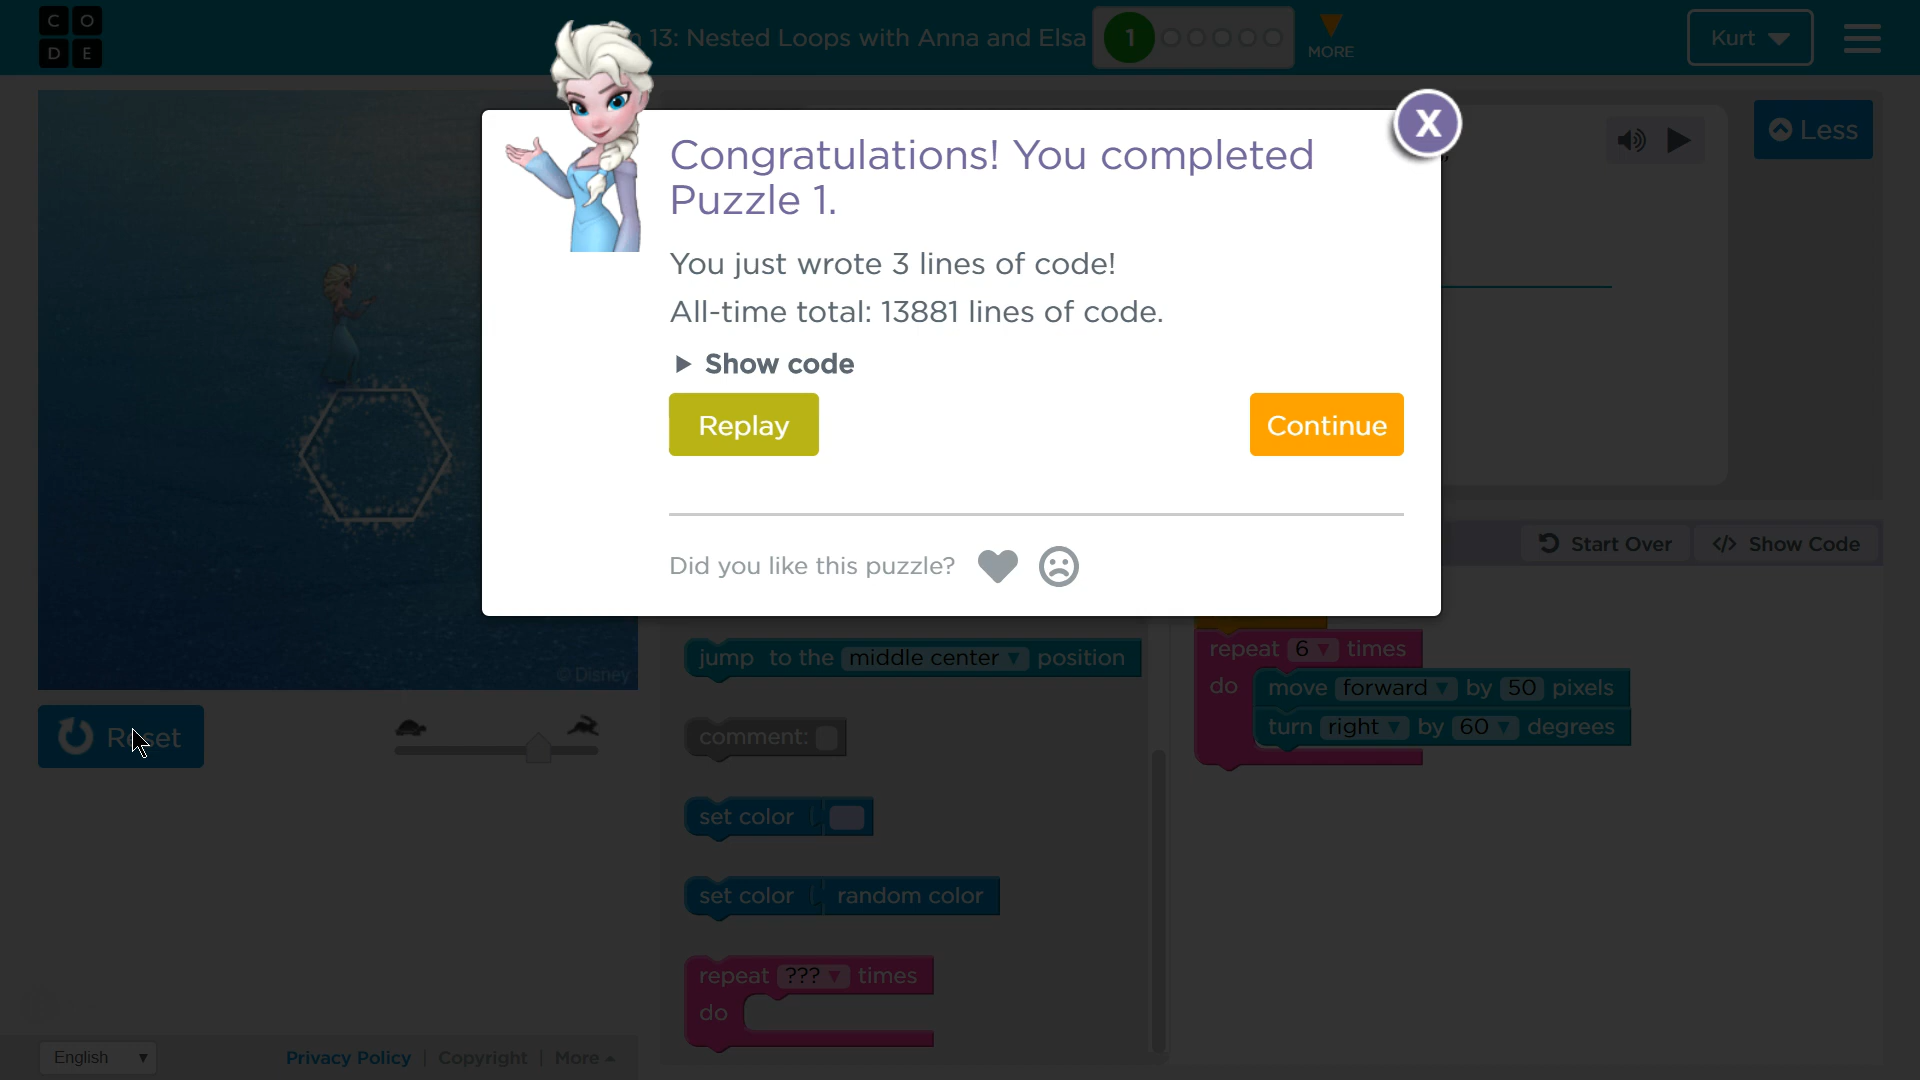 C O
D E
n 13: Nested Loops with Anna and Elsa
1
MORE
Kurt
X
Less
Congratulations! You completed
Puzzle 1.
You just wrote 3 lines of code!
All-time total: 13881 lines of code.
Show code
Replay
Continue
Did you like this puzzle?
Start Over
</> Show Code
© Disney
Reset
jump to the middle center position
comment:
set color
set color random color
repeat ??? times
do
repeat 6 times
do move forward by 50 pixels
turn right by 60 degrees
English
Privacy Policy | Copyright | More